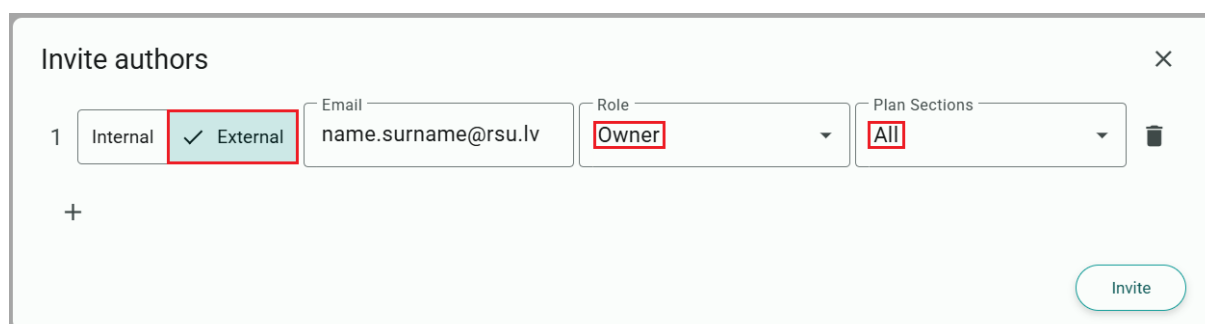 Invite authors
Email Role Plan Sections
1 Internal External name.surname@rsu.lv Owner All
Invite